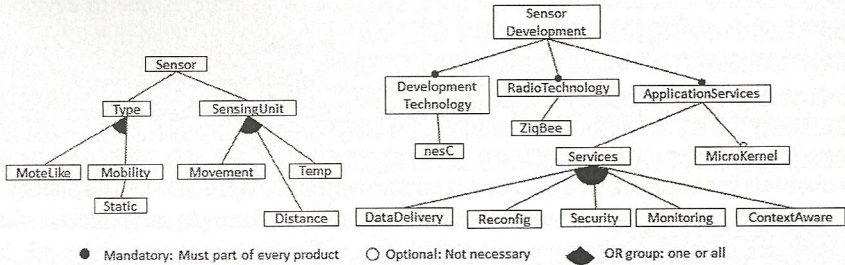 Sensor
Development
Sensor
Type
SensingUnit
Development
Technology
RadioTechnology
ApplicationServices
ZigBee
nesC
Services
MicroKernel
MoteLike
Mobility
Movement
Temp
Static
Distance
DataDelivery
Reconfig
Security
Monitoring
ContextAware
Mandatory: Must part of every product
Optional: Not necessary
OR group: one or all